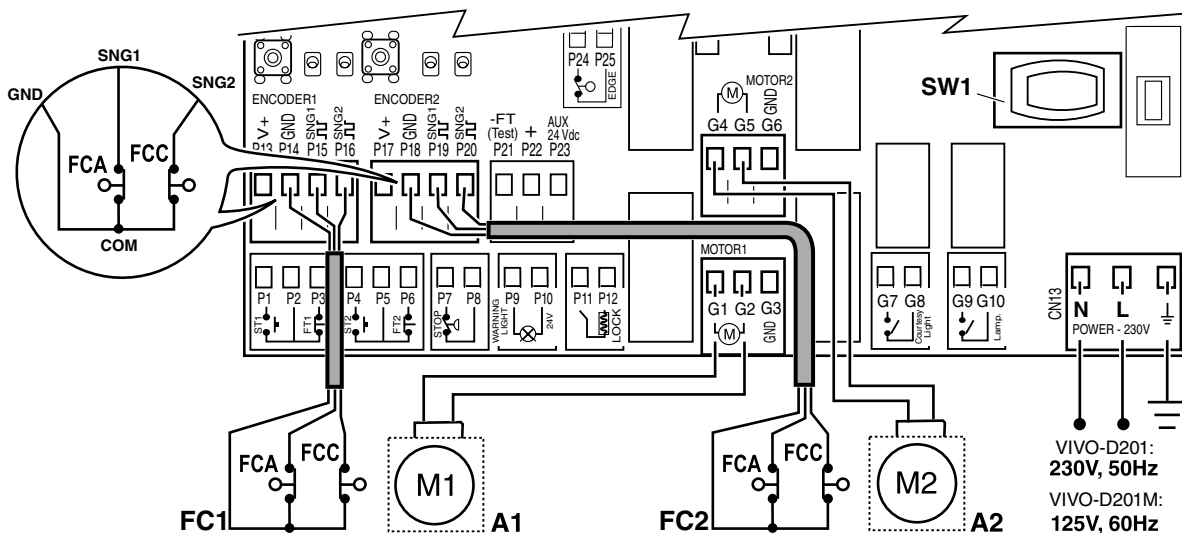 SNG1
SNG2
GND
FCA
FCC
COM
P24 P25
EDGE
MOTOR2
M
GND
G4 G5 G6
SW1
ENCODER1
V+
GND
SNG1
SNG2
P13 P14 P15 P16
ENCODER2
V+
GND
SNG1
SNG2
P17 P18 P19 P20
-FT
(Test)
+
AUX
24 Vdc
P21 P22 P23
P1 P2 P3 P4 P5 P6
ST1
FT1
ST2
FT2
P7 P8
STOP
P9 P10
WARNING
LIGHT
24V
P11 P12
LOCK
MOTOR1
G1 G2 G3
M
GND
G7 G8
Courtesy
Light
G9 G10
Lamp.
CN13
N L
POWER - 230V
FCA
FCC
FC1
M1
A1
FCA
FCC
FC2
M2
A2
VIVO-D201:
230V, 50Hz
VIVO-D201M:
125V, 60Hz